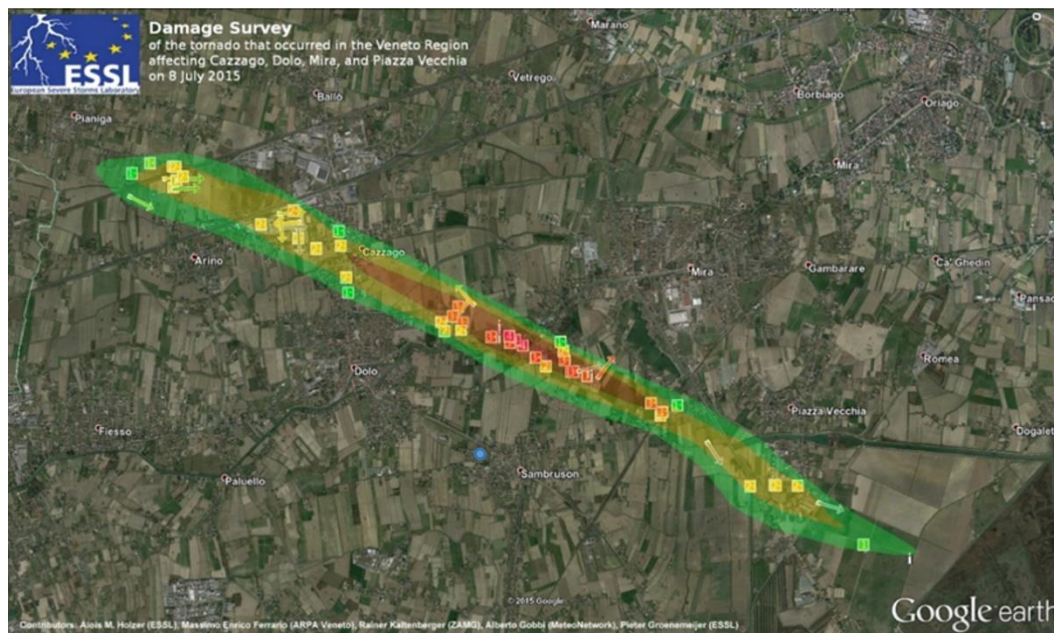 Damage Survey
of the tornado that occurred in the Veneto Region
affecting Cazzago, Dolo, Mira, and Piazza Vecchia
on 8 July 2015
ESSL
European Severe Storms Laboratory
Marano
Vetrego
Ballò
Borbiago
Oriago
Pianiga
Mira
Cazzago
Arino
Mira
Gambarare
Ca' Ghedin
Dolo
Romea
Piazza Vecchia
Fiesso
Sambruson
Paluello
© 2015 Google
Google earth
Contributors: Alois M. Holzer (ESSL), Massimo Enrico Ferrario (ARPA Veneto), Rainer Kaltenberger (ZAMG), Alberto Gobbi (MeteoNetwork), Pieter Groenemeijer (ESSL)